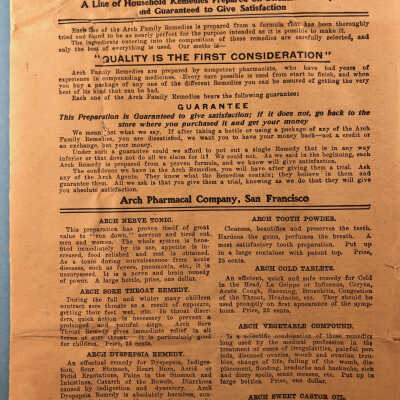 A Line of Household Remedies Prepared
and Guaranteed to Give Satisfaction
Each one of the Arch Family Remedies is prepared from a formula that has been thoroughly
tried and found to be as nearly perfect for the purpose intended as it is possible to make it.
The ingredients entering into the composition of these remedies are carefully selected, and
only the best of everything is used. Our motto is—
"QUALITY IS THE FIRST CONSIDERATION"
Arch Family Remedies are prepared by competent pharmacists, who have had years of
experience in compounding medicines. Every care possible is used from start to finish, and when
you buy a package of any one of the different Remedies you can be assured of getting the very
best of its kind that can be had.
Each one of the Arch Family Remedies bears the following guarantee:
GUARANTEE
This Preparation is Guaranteed to give satisfaction; if it does not, go back to the
store where you purchased it and get your money
We mean just what we say. If after taking a bottle or using a package of any of the Arch
Family Remedies, you are dissatisfied, we want you to have your money back—not a credit or
an exchange, but your money.
Under such a guarantee could we afford to put out a single Remedy that is in any way
inferior or that does not do all we claim for it? We could not. As we said in the beginning, each
Arch Remedy is prepared from a proven formula, and we know will give satisfaction.
The confidence we have in the Arch Remedies, you will have after giving them a trial. Ask
any of the Arch Agents. They know what the Remedies contain; they believe in them and
guarantee them. All we ask is that you give them a trial, knowing as we do that they will give
you absolute satisfaction.
Arch Pharmacal Company, San Francisco
ARCH NERVE TONIC.
This preparation has proven itself of great
value to "run down," nervous and tired out
men and women. The whole system is bene-
fited immediately by its use, appetite is in-
creased, food relished and rest is obtained.
As a tonic during convalescence from acute
diseases, such as fevers, pneumonia, etc., it is
unsurpassed. It is a nerve and tonic remedy
of power. A large bottle, price, one
ARCH SORE THROAT REMEDY.
During the fall and winter many children
contract sore throats as a result of exposure,
getting their feet wet, etc. In throat disor-
ders, quick action is necessary to prevent a
prolonged and painful siege. Arch Sore
Throat Remedy gives immediate relief in all
forms of sore throat. It is particularly good
for children. Price, 25 cents.
ARCH DYSPEPSIA REMEDY.
An effectual Remedy for Dyspepsia, Indiges-
tion, Sour Stomach, Heart Burn, Acrid or
Fetid Eructations, Pains in the Stomach and
Intestines, Catarrh of the Bowels, Diarrhoea
caused by indigestion and dysentery. Arch
Dyspepsia Remedy is absolutely harmless,
ARCH TOOTH POWDER.
Cleanses, beautifies and preserves the teeth.
Hardens the gums, perfumes the breath. A
most satisfactory tooth preparation. Put up
in a large container with patent top. Price,
25 cents.
ARCH COLD TABLETS.
An efficient, quick and safe remedy for Cold
in the Head, La Grippe or Influenza, Coryza,
Acute Cough, Sneezing, Bronchitis, Congestion
of the Throat, Headache, etc. They should be
used promptly on first appearance of the symp-
toms. Price, 25 cents.
ARCH VEGETABLE COMPOUND.
Is a scientific combination of those remedies
long used by the medical profession in the
treatment of cases of irregularities, painful peri-
ods, diseased ovaries, womb and ovarian trou-
bles, change of life, falling of the womb, dis-
placement, flooding, headache and backache, sick
and dizzy spells, sweats, etc. Put up in
large bottles. Price, one dollar.
ARCH SWEET CASTOR OIL.